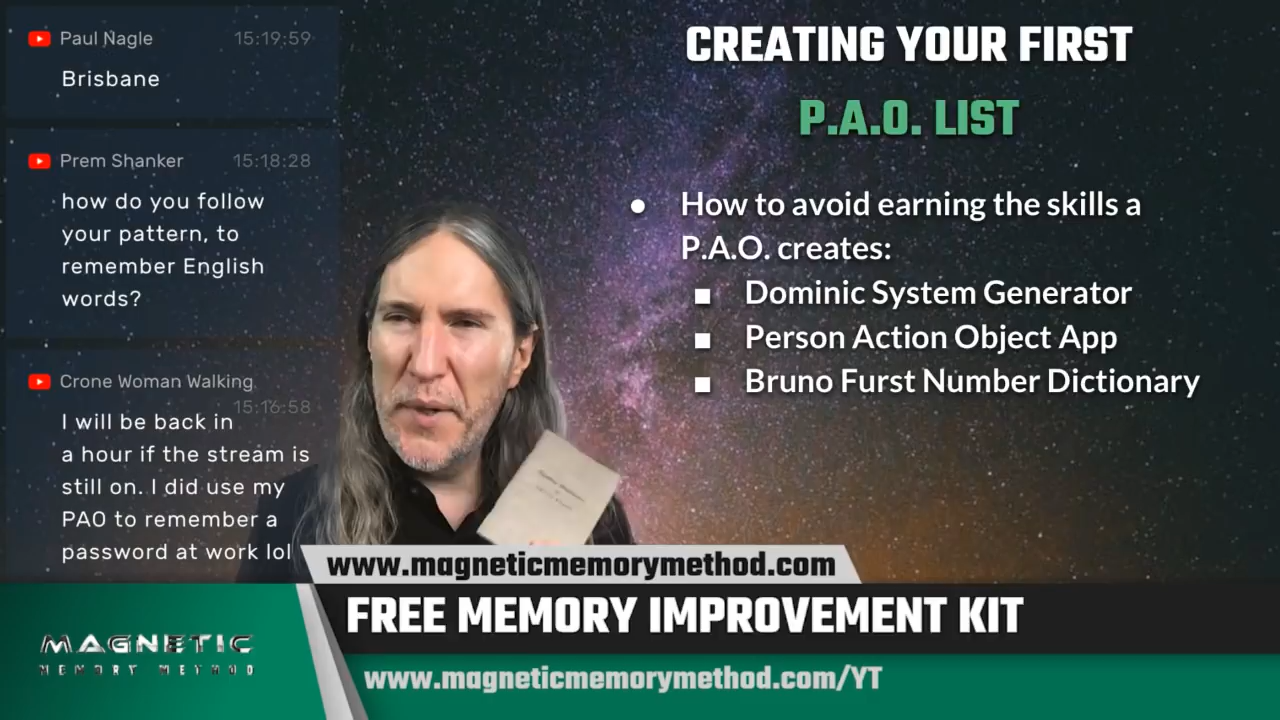 Paul Nagle 15:19:59
Brisbane
Prem Shanker 15:18:28
how do you follow
your pattern, to
remember English
words?
Crone Woman Walking
15:16:58
I will be back in
a hour if the stream is
still on. I did use my
PAO to remember a
password at work lol
CREATING YOUR FIRST
P.A.O. LIST
● How to avoid earning the skills a
P.A.O. creates:
■ Dominic System Generator
■ Person Action Object App
■ Bruno Furst Number Dictionary
www.magneticmemorymethod.com
FREE MEMORY IMPROVEMENT KIT
www.magneticmemorymethod.com/YT
MAGNETIC
MEMORY METHOD